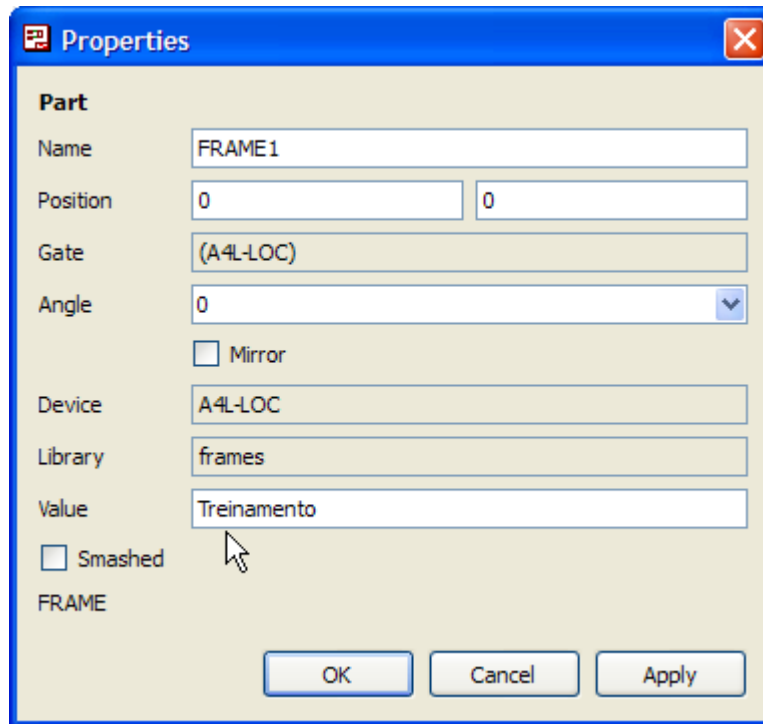 Properties
Part
Name FRAME1
Position 0 0
Gate (A4L-LOC)
Angle 0
Mirror
Device A4L-LOC
Library frames
Value Treinamento
Smashed
FRAME
OK Cancel Apply